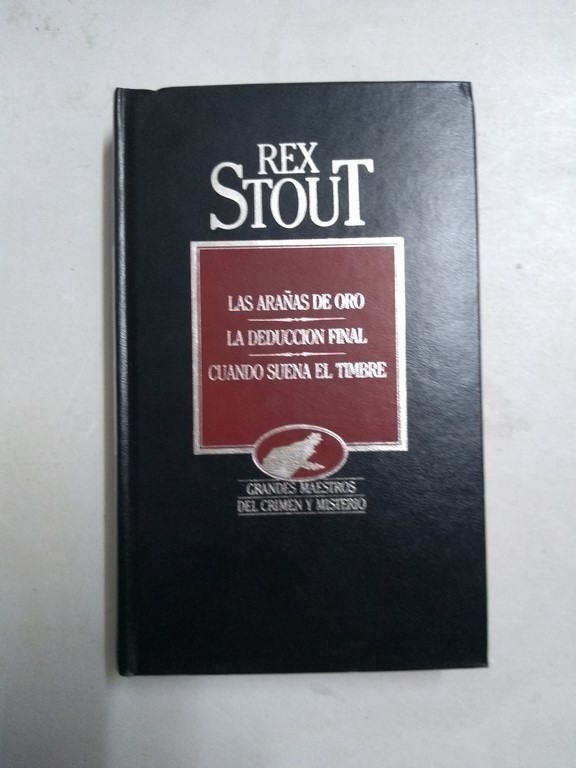 REX
STOUT
LAS ARAÑAS DE ORO
LA DEDUCCION FINAL
CUANDO SUENA EL TIMBRE
GRANDES MAESTROS
DEL CRIMEN Y MISTERIO